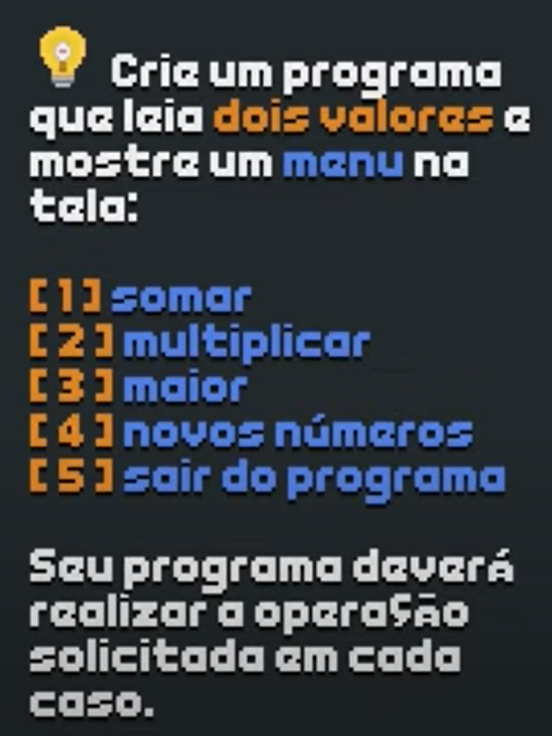 Crie um programa
que leia dois valores e
mostre um menu na
tela:
[ 1 ] somar
[ 2 ] multiplicar
[ 3 ] maior
[ 4 ] novos números
[ 5 ] sair do programa
Seu programa deverá
realizar a operação
solicitada em cada
caso.